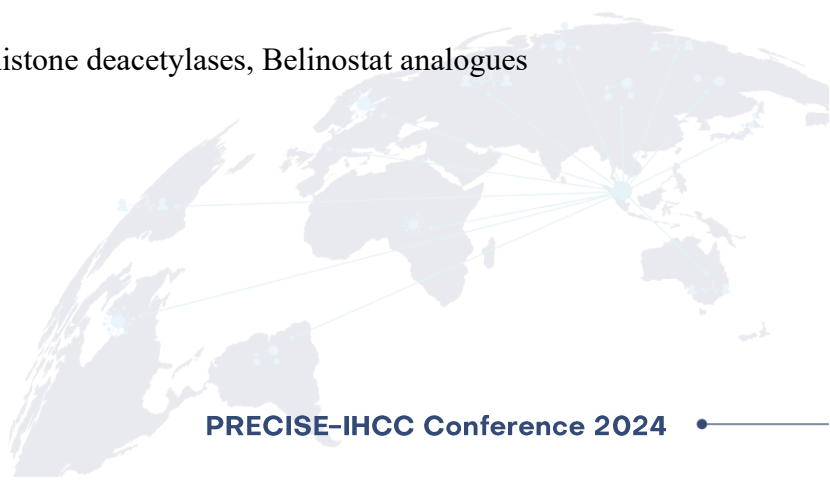 istone deacetylases, Belinostat analogues
PRECISE–IHCC Conference 2024